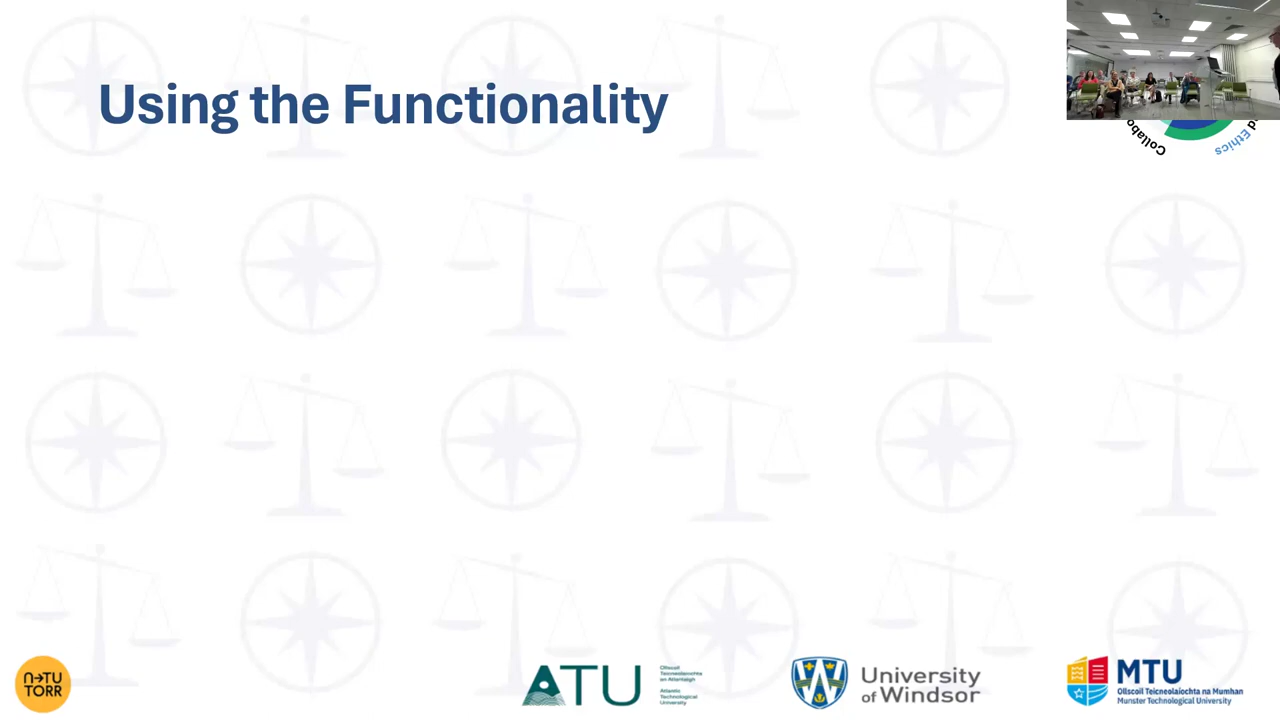 Using the Functionality
Collabo
d Ethics
N→TU
TORR
ATU
Ollscoil
Teicneolaíochta
an Atlantaigh
Atlantic
Technological
University
University
of Windsor
MTU
Ollscoil Teicneolaíochta na Mumhan
Munster Technological University